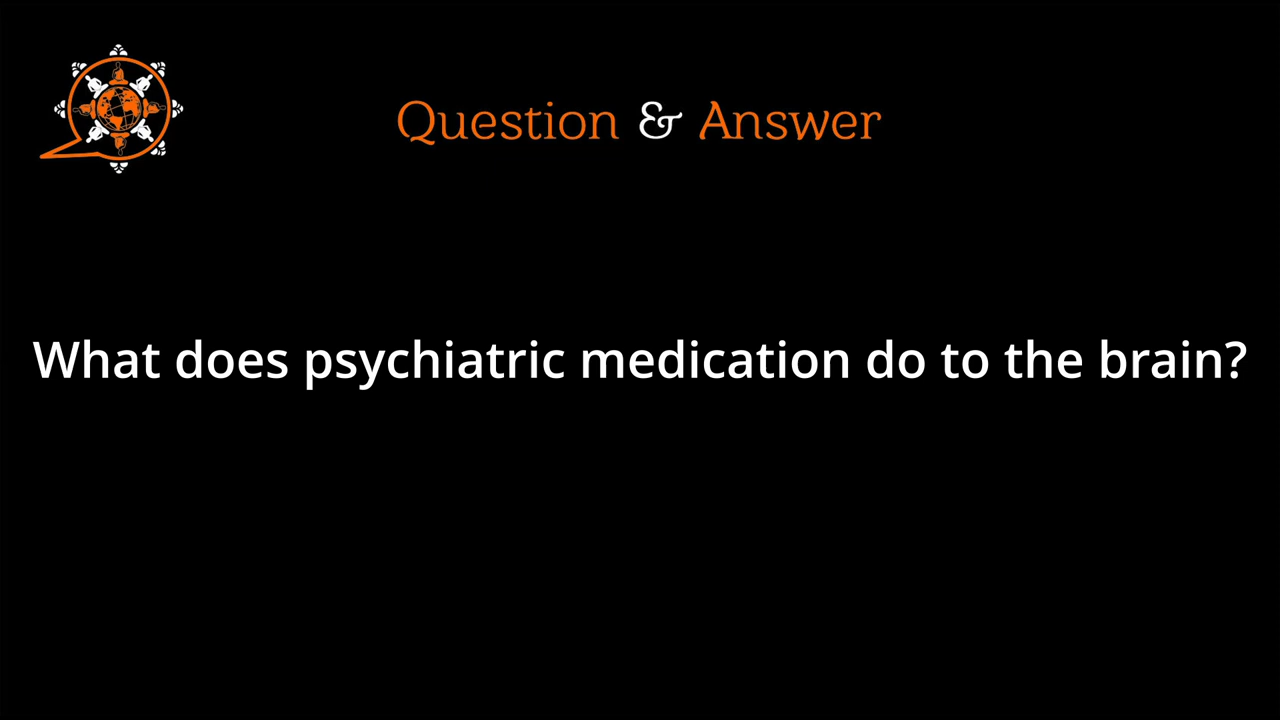 Question & Answer
What does psychiatric medication do to the brain?